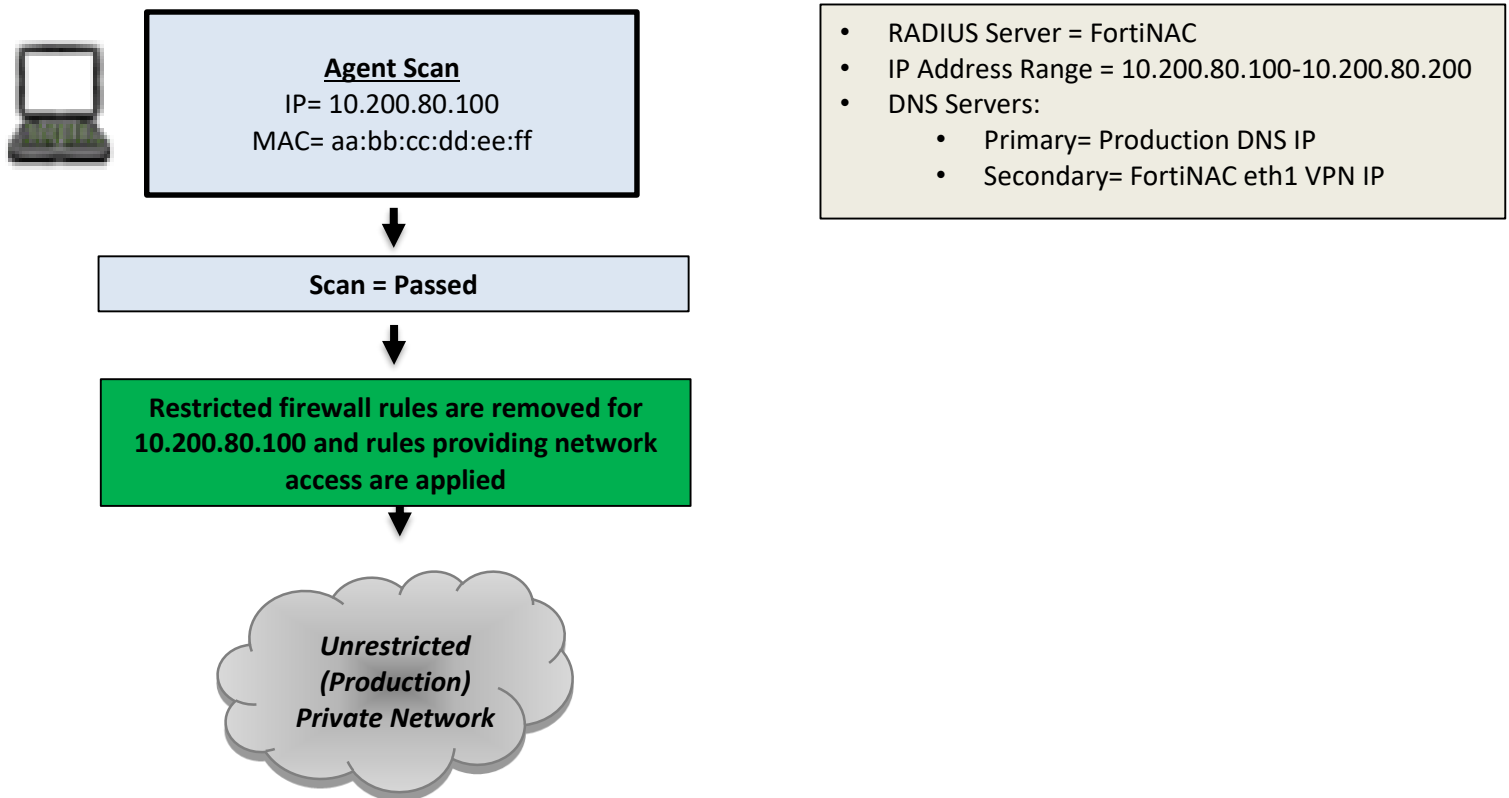 Agent Scan
IP= 10.200.80.100
MAC= aa:bb:cc:dd:ee:ff
Scan = Passed
Restricted firewall rules are removed for
10.200.80.100 and rules providing network
access are applied
Unrestricted
(Production)
Private Network
• RADIUS Server = FortiNAC
• IP Address Range = 10.200.80.100-10.200.80.200
• DNS Servers:
• Primary= Production DNS IP
• Secondary= FortiNAC eth1 VPN IP